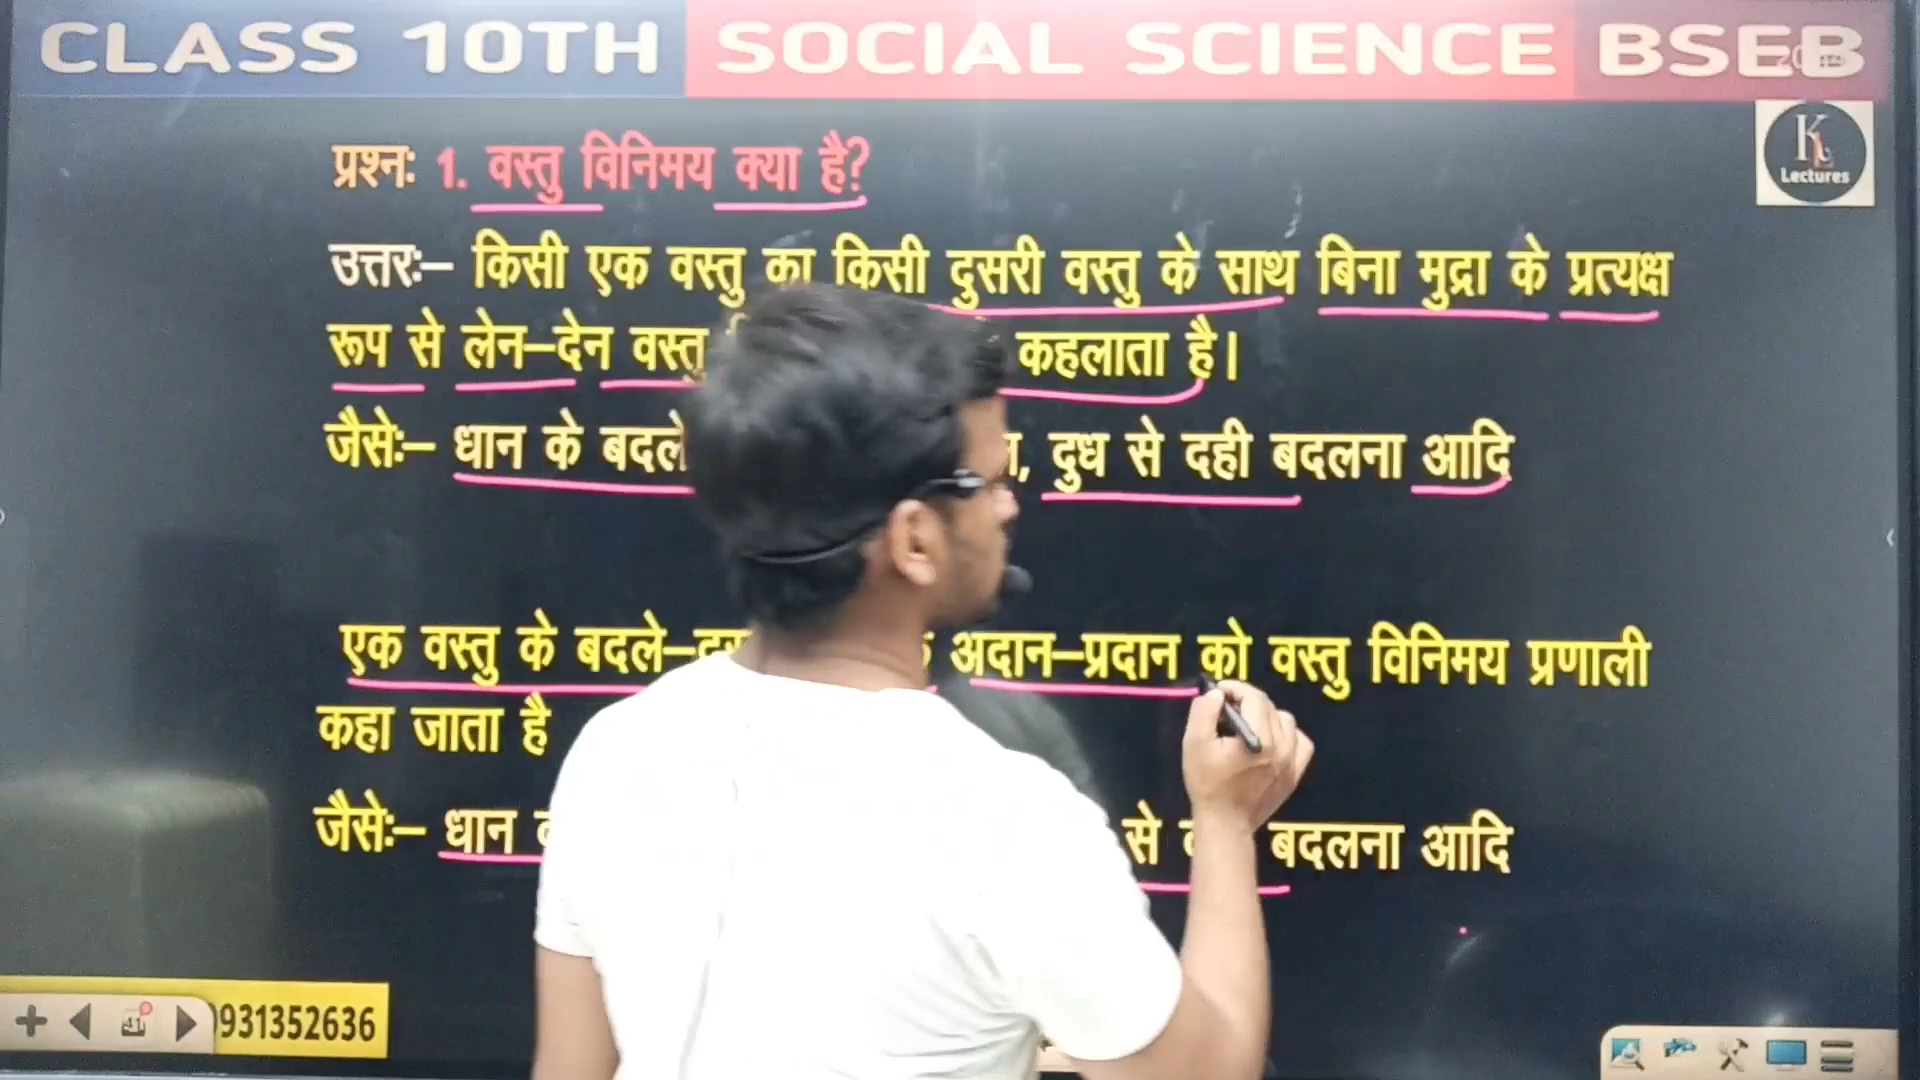 CLASS 10TH SOCIAL SCIENCE BSEB
K Lectures
प्रश्नः 1. वस्तु विनिमय क्या है?
उत्तरः– किसी एक वस्तु का किसी दुसरी वस्तु के साथ बिना मुद्रा के प्रत्यक्ष
रूप से लेन–देन वस्तु कहलाता है।
जैसेः– धान के बदले दुध से दही बदलना आदि
एक वस्तु के बदले– अदान–प्रदान को वस्तु विनिमय प्रणाली
कहा जाता है
जैसेः– धान से बदलना आदि
931352636